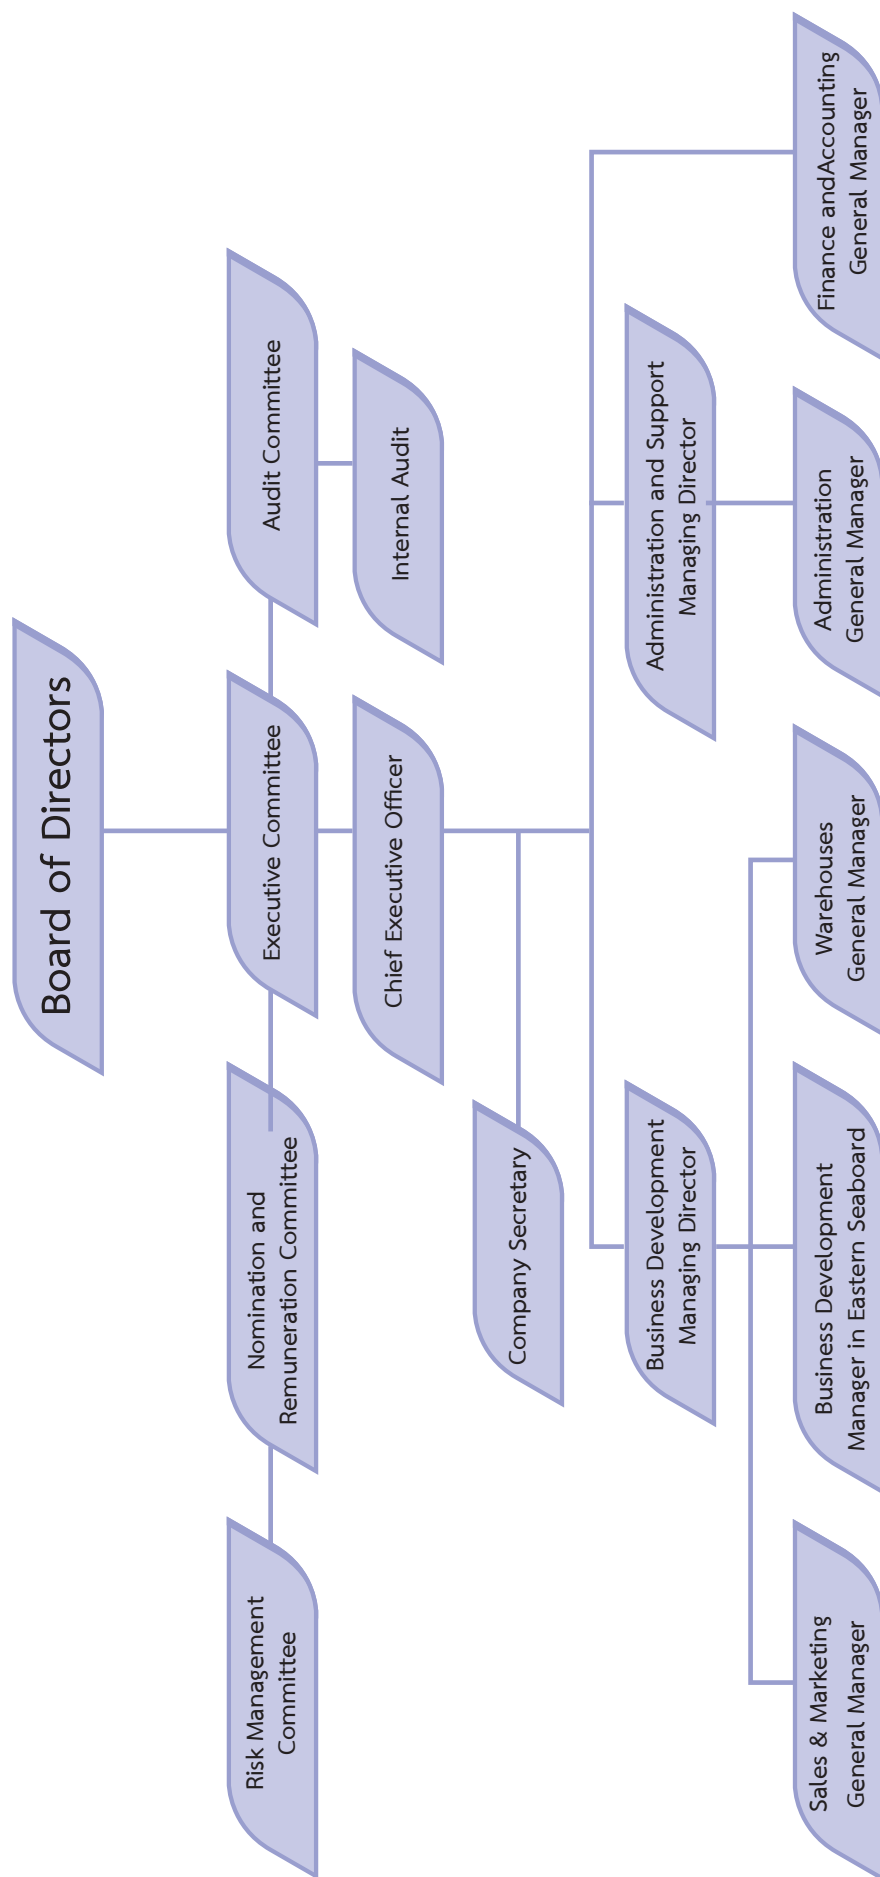 Board of Directors
Risk Management
Committee
Nomination and
Remuneration Committee
Executive Committee
Audit Committee
Chief Executive Officer
Internal Audit
Company Secretary
Business Development
Managing Director
Administration and Support
Managing Director
Sales & Marketing
General Manager
Business Development
Manager in Eastern Seaboard
Warehouses
General Manager
Administration
General Manager
Finance andAccounting
General Manager